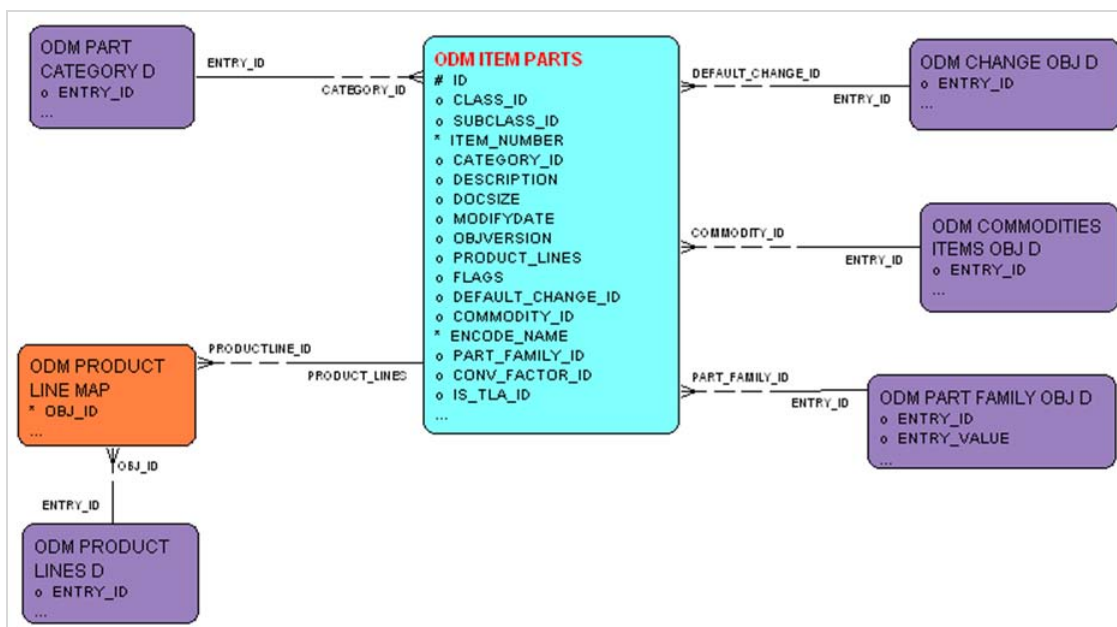 ODM PART
CATEGORY D
o ENTRY_ID
...
ENTRY_ID
CATEGORY_ID
ODM ITEM PARTS
# ID
o CLASS_ID
o SUBCLASS_ID
* ITEM_NUMBER
o CATEGORY_ID
o DESCRIPTION
o DOCSIZE
o MODIFYDATE
o OBJVERSION
o PRODUCT_LINES
o FLAGS
o DEFAULT_CHANGE_ID
o COMMODITY_ID
* ENCODE_NAME
o PART_FAMILY_ID
o CONV_FACTOR_ID
o IS_TLA_ID
...
DEFAULT_CHANGE_ID
ENTRY_ID
ODM CHANGE OBJ D
o ENTRY_ID
...
COMMODITY_ID
ENTRY_ID
ODM COMMODITIES
ITEMS OBJ D
o ENTRY_ID
...
PRODUCTLINE_ID
PRODUCT_LINES
ODM PRODUCT
LINE MAP
* OBJ_ID
...
PART_FAMILY_ID
ENTRY_ID
ODM PART FAMILY OBJ D
o ENTRY_ID
o ENTRY_VALUE
...
OBJ_ID
ENTRY_ID
ODM PRODUCT
LINES D
o ENTRY_ID
...